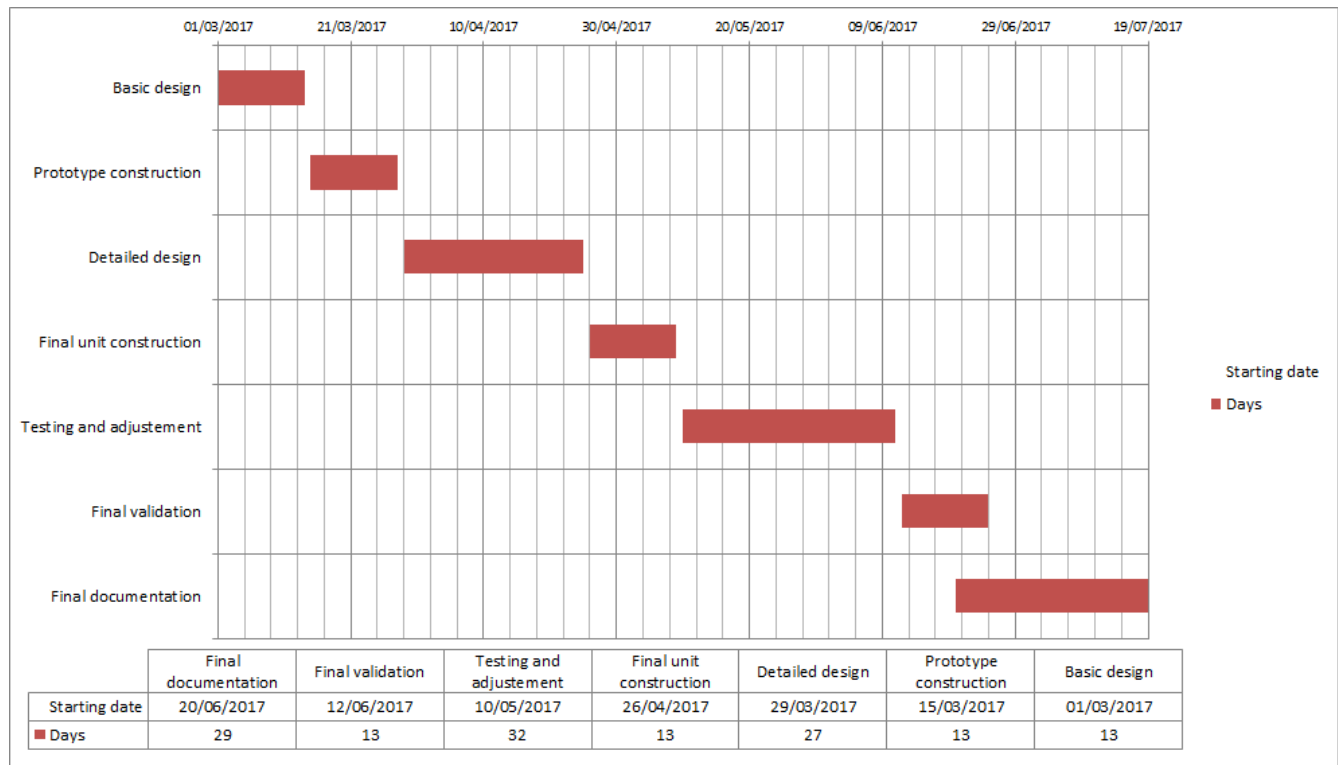 01/03/2017 21/03/2017 10/04/2017 30/04/2017 20/05/2017 09/06/2017 29/06/2017 19/07/2017
Basic design
Prototype construction
Detailed design
Final unit construction
Testing and adjustement
Final validation
Final documentation
Starting date
Days
Final documentation Final validation Testing and adjustement Final unit construction Detailed design Prototype construction Basic design
Starting date 20/06/2017 12/06/2017 10/05/2017 26/04/2017 29/03/2017 15/03/2017 01/03/2017
Days 29 13 32 13 27 13 13